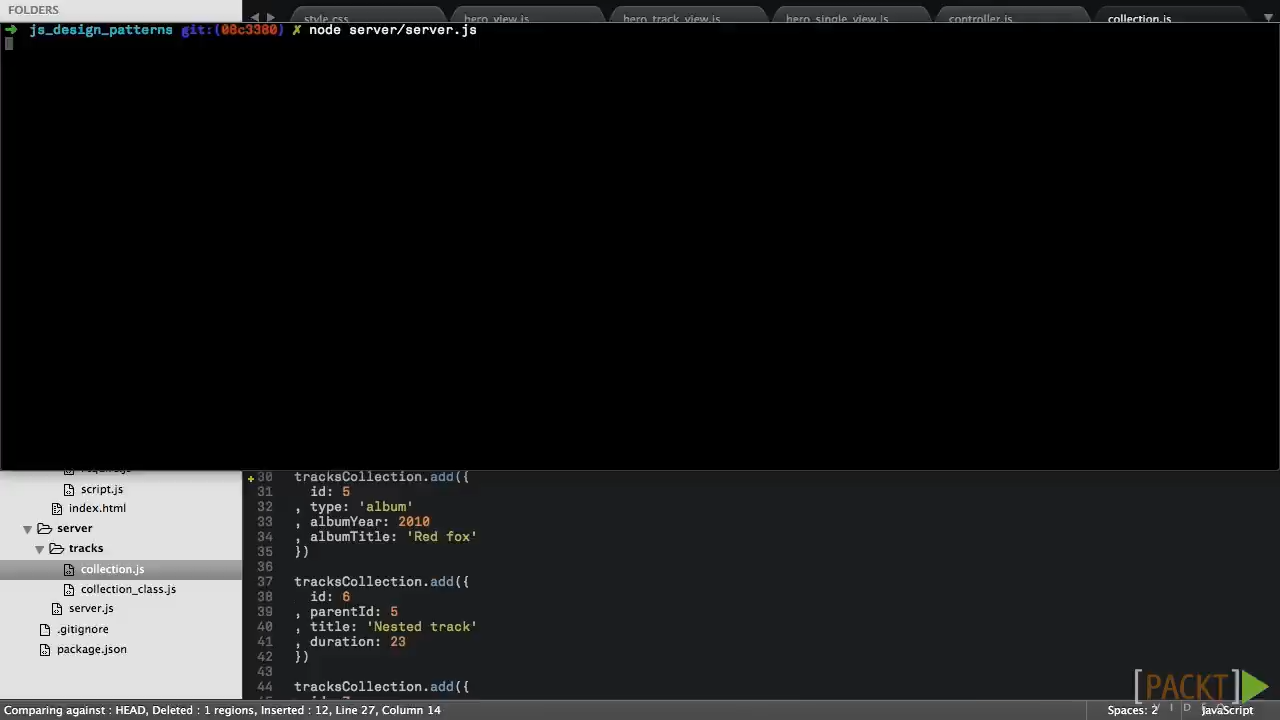 FOLDERS
style.css hero_view.js hero_track_view.js hero_single_view.js controller.js collection.js
➜ js_design_patterns git:(08c3380) ✗ node server/server.js
script.js
index.html
server
tracks
collection.js
collection_class.js
server.js
.gitignore
package.json
30 tracksCollection.add({
31 id: 5
32 , type: 'album'
33 , albumYear: 2010
34 , albumTitle: 'Red fox'
35 })
36
37 tracksCollection.add({
38 id: 6
39 , parentId: 5
40 , title: 'Nested track'
41 , duration: 23
42 })
43
44 tracksCollection.add({
[PACKT]
VIDEO
Comparing against : HEAD, Deleted : 1 regions, Inserted : 12, Line 27, Column 14
Spaces: 2
JavaScript